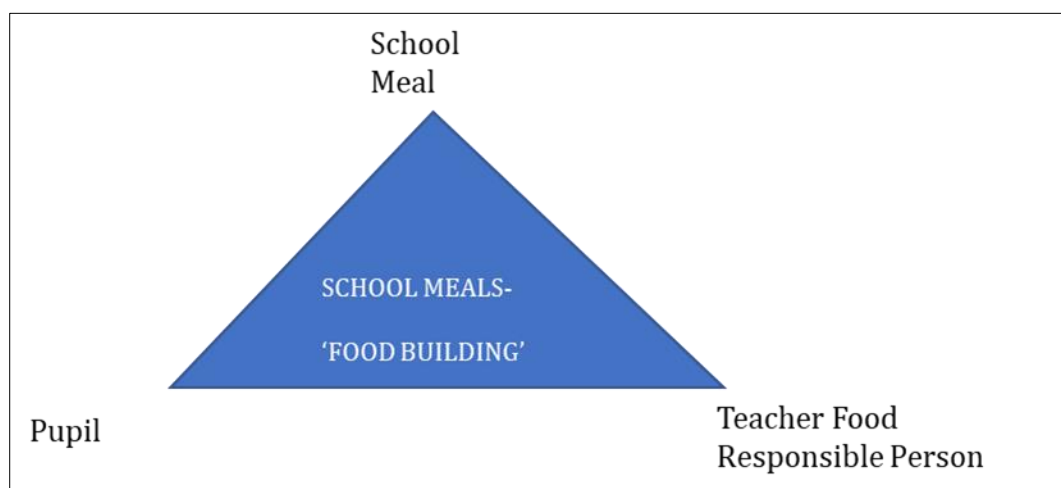 School
Meal
SCHOOL MEALS-
‘FOOD BUILDING’
Pupil
Teacher Food
Responsible Person